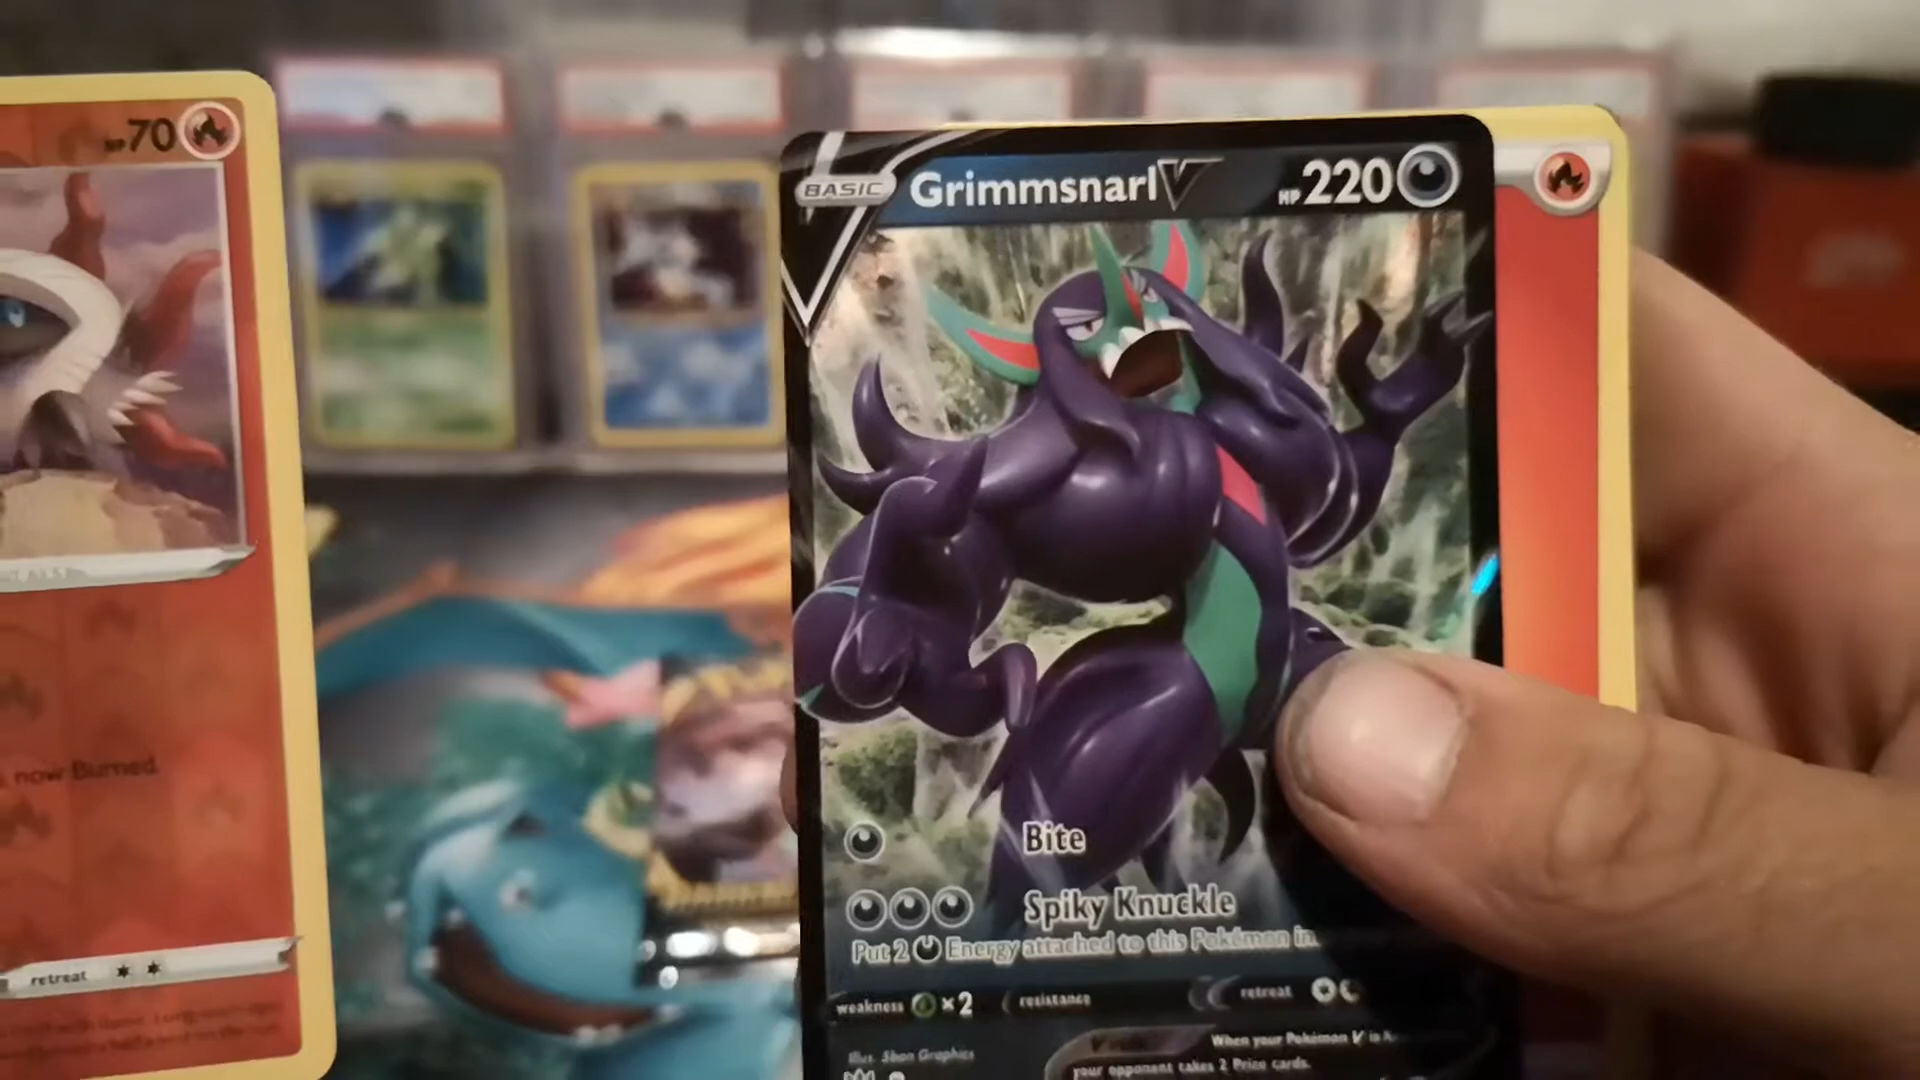 HP 70
now Burned.
retreat
BASIC
Grimmsnarl V
HP 220
Bite
Spiky Knuckle
Put 2 Energy attached to this Pokémon in
weakness ×2 resistance retreat
When your Pokémon V is K
your opponent takes 2 Prize cards.
Illus. 5ban Graphics